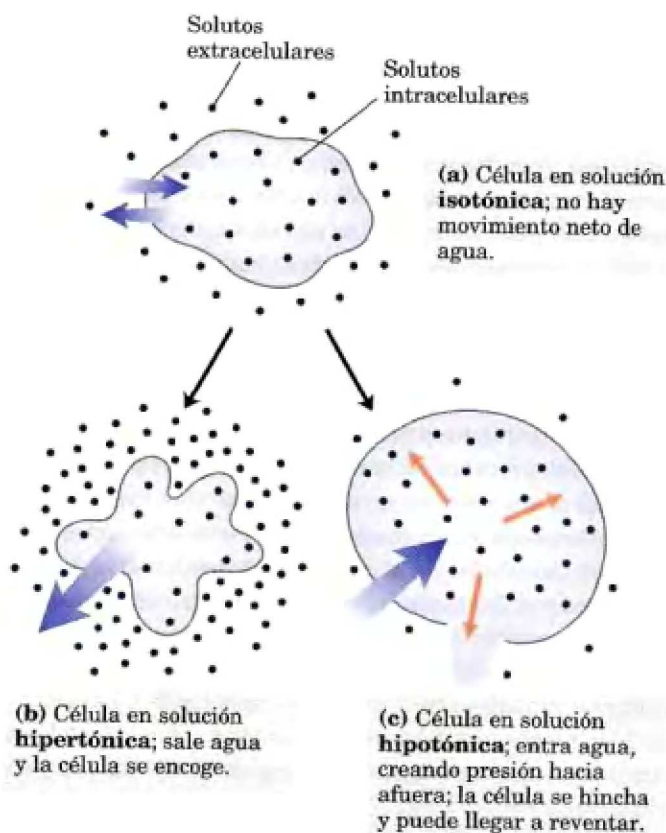 Solutos
extracelulares
Solutos
intracelulares
(a) Célula en solución
isotónica; no hay
movimiento neto de
agua.
(b) Célula en solución
hipertónica; sale agua
y la célula se encoge.
(c) Célula en solución
hipotónica; entra agua,
creando presión hacia
afuera; la célula se hincha
y puede llegar a reventar.